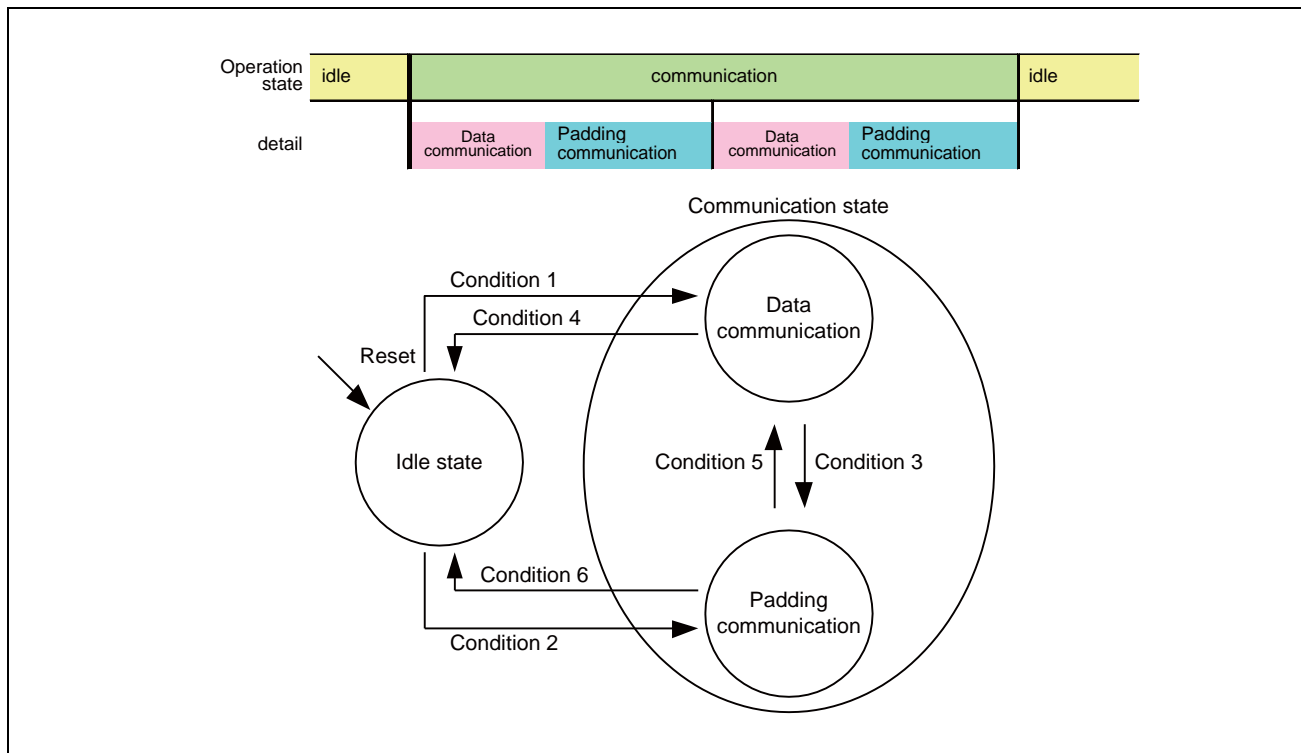 Operation
state
idle
communication
idle
detail
Data
communication
Padding
communication
Data
communication
Padding
communication
Communication state
Condition 1
Data
communication
Condition 4
Reset
Idle state
Condition 5
Condition 3
Condition 6
Padding
communication
Condition 2